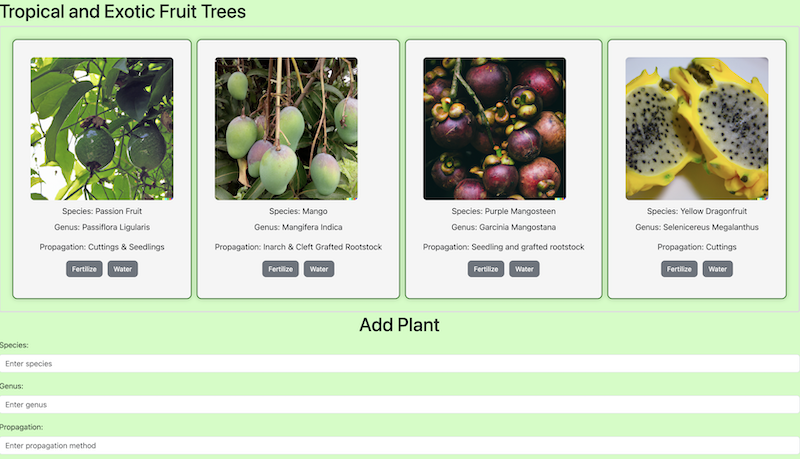 Tropical and Exotic Fruit Trees
Species: Passion Fruit
Genus: Passiflora Ligularis
Propagation: Cuttings & Seedlings
Fertilize
Water
Species: Mango
Genus: Mangifera Indica
Propagation: Inarch & Cleft Grafted Rootstock
Fertilize
Water
Species: Purple Mangosteen
Genus: Garcinia Mangostana
Propagation: Seedling and grafted rootstock
Fertilize
Water
Species: Yellow Dragonfruit
Genus: Selenicereus Megalanthus
Propagation: Cuttings
Fertilize
Water
Add Plant
Species:
Enter species
Genus:
Enter genus
Propagation:
Enter propagation method